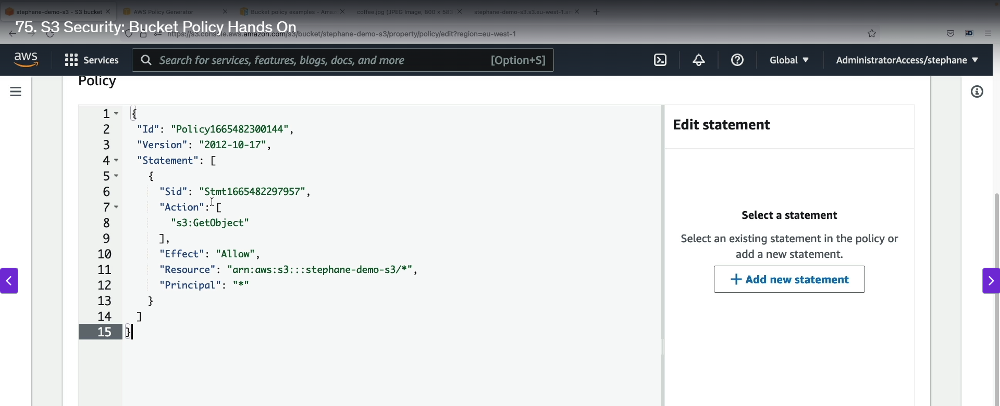 stephane-demo-s3 - S3 bucket
AWS Policy Generator
Bucket policy examples - Amaz
coffee.jpg (JPEG Image, 800 × 583
stephane-demo-s3.s3.eu-west-1.am
75. S3 Security: Bucket Policy Hands On
https://s3.console.aws.amazon.com/s3/bucket/stephane-demo-s3/property/policy/edit?region=eu-west-1
aws
Services
Search for services, features, blogs, docs, and more
[Option+S]
Global
AdministratorAccess/stephane
Policy
1 {
2 "Id": "Policy1665482300144",
3 "Version": "2012-10-17",
4 "Statement": [
5 {
6 "Sid": "Stmt1665482297957",
7 "Action": [
8 "s3:GetObject"
9 ],
10 "Effect": "Allow",
11 "Resource": "arn:aws:s3:::stephane-demo-s3/*",
12 "Principal": "*"
13 }
14 ]
15 }
Edit statement
Select a statement
Select an existing statement in the policy or
add a new statement.
+ Add new statement